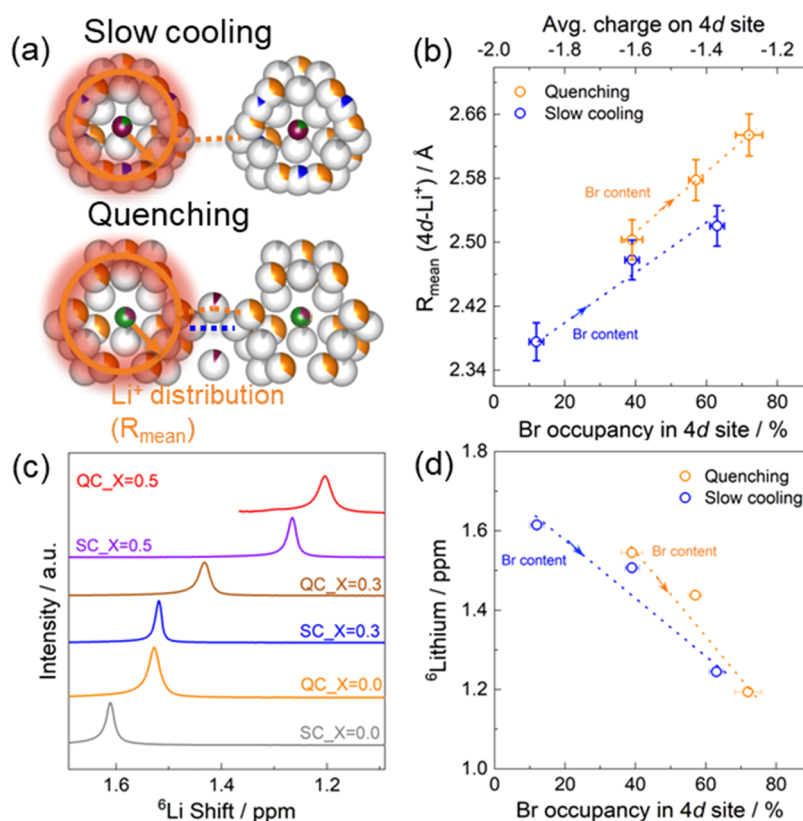 (a)
Slow cooling
Quenching
Li⁺ distribution
(Rmean)
(b)
Avg. charge on 4d site
-2.0 -1.8 -1.6 -1.4 -1.2
Quenching
Slow cooling
Br content
Br content
Rmean (4d-Li⁺) / Å
2.66
2.58
2.50
2.42
2.34
0 20 40 60 80
Br occupancy in 4d site / %
(c)
QC_X=0.5
SC_X=0.5
QC_X=0.3
SC_X=0.3
QC_X=0.0
SC_X=0.0
Intensity / a.u.
1.6 1.4 1.2
⁶Li Shift / ppm
(d)
Quenching
Slow cooling
Br content
Br content
⁶Lithium / ppm
1.8
1.6
1.4
1.2
1.0
0 20 40 60 80
Br occupancy in 4d site / %